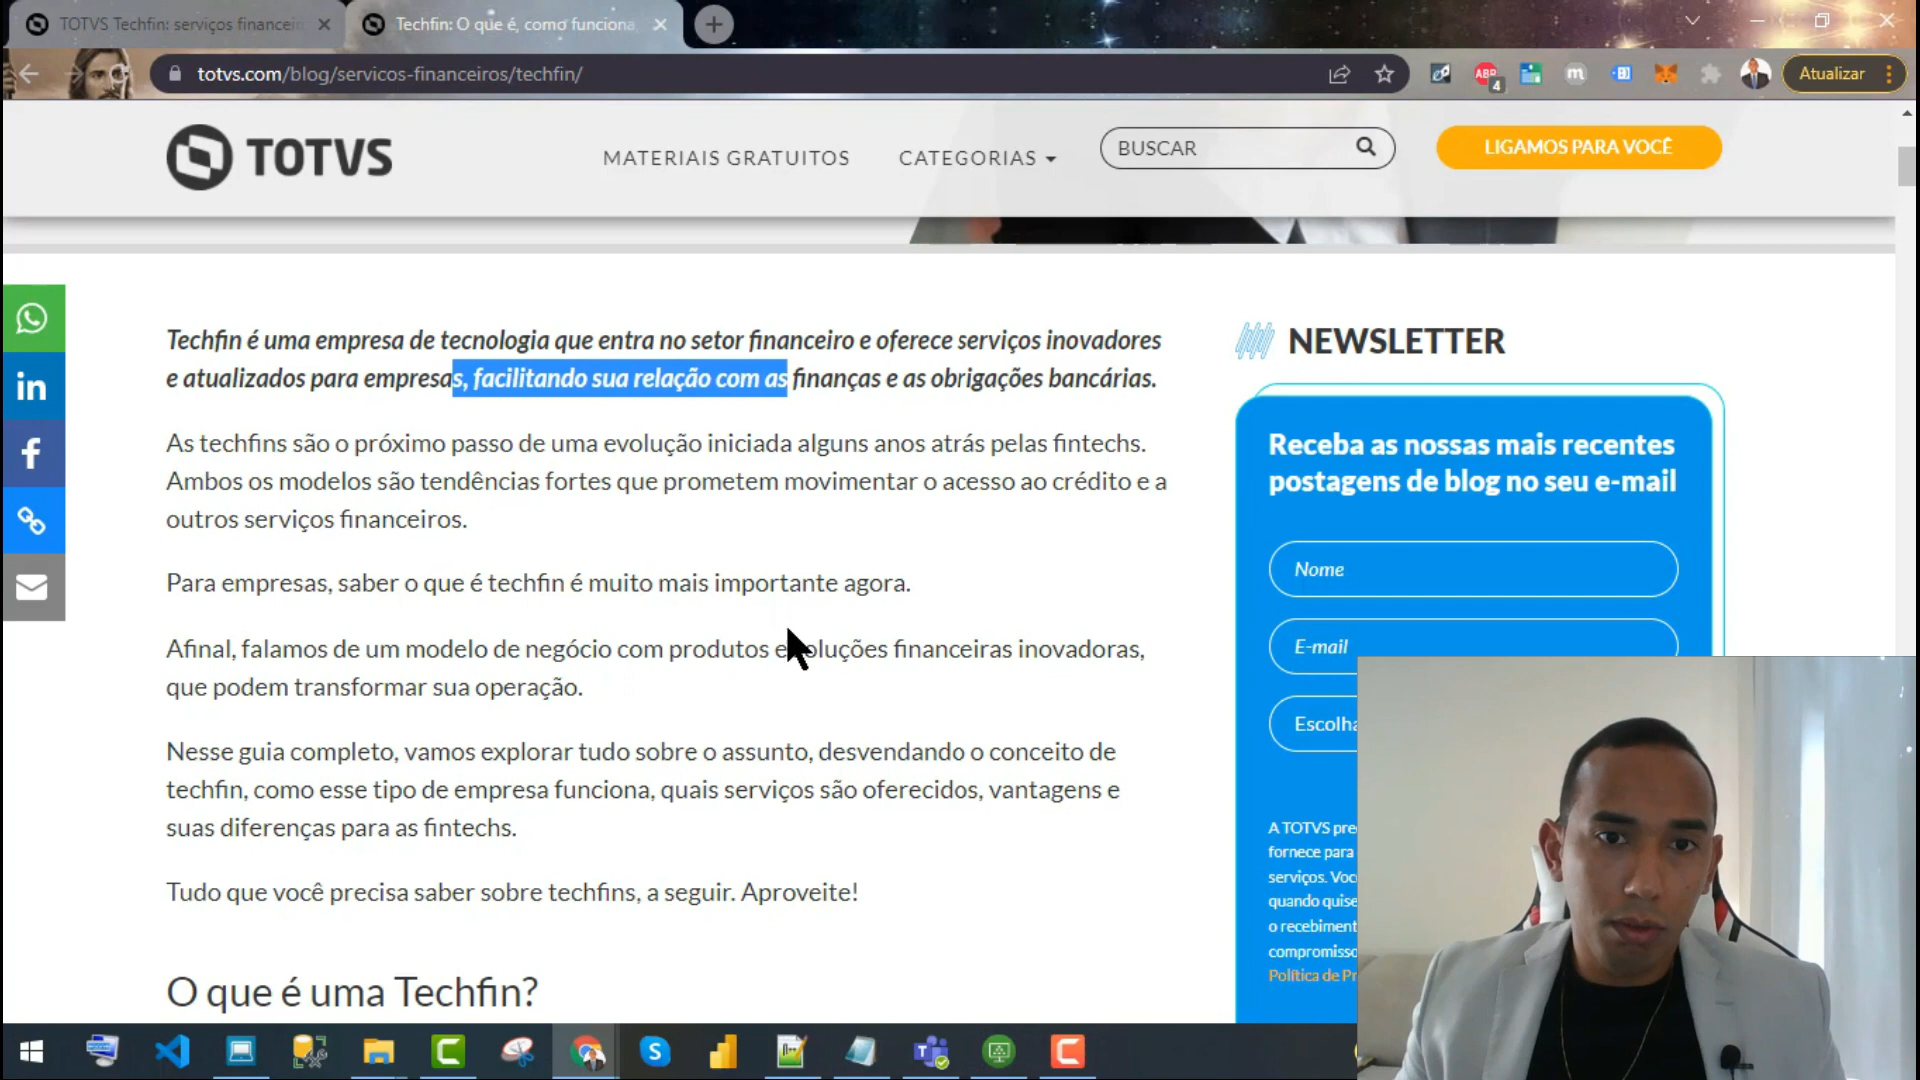 TOTVS Techfin: serviços financeir
Techfin: O que é, como funciona
totvs.com/blog/servicos-financeiros/techfin/
ABP
4
m
Atualizar
TOTVS
MATERIAIS GRATUITOS
CATEGORIAS
BUSCAR
LIGAMOS PARA VOCÊ
Techfin é uma empresa de tecnologia que entra no setor financeiro e oferece serviços inovadores
e atualizados para empresas, facilitando sua relação com as finanças e as obrigações bancárias.
As techfins são o próximo passo de uma evolução iniciada alguns anos atrás pelas fintechs.
Ambos os modelos são tendências fortes que prometem movimentar o acesso ao crédito e a
outros serviços financeiros.
Para empresas, saber o que é techfin é muito mais importante agora.
Afinal, falamos de um modelo de negócio com produtos e oluções financeiras inovadoras,
que podem transformar sua operação.
Nesse guia completo, vamos explorar tudo sobre o assunto, desvendando o conceito de
techfin, como esse tipo de empresa funciona, quais serviços são oferecidos, vantagens e
suas diferenças para as fintechs.
Tudo que você precisa saber sobre techfins, a seguir. Aproveite!
O que é uma Techfin?
NEWSLETTER
Receba as nossas mais recentes
postagens de blog no seu e-mail
Nome
E-mail
Escolha
A TOTVS pre
fornece para
serviços. Voc
quando quise
o recebiment
compromisso
Política de Pr